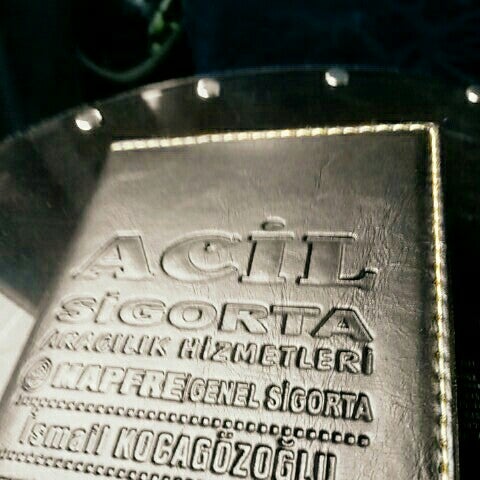 ACİL
SİGORTA
ARACILIK HİZMETLERİ
MAPFRE GENEL SİGORTA
İsmail KOCAGÖZOĞLU